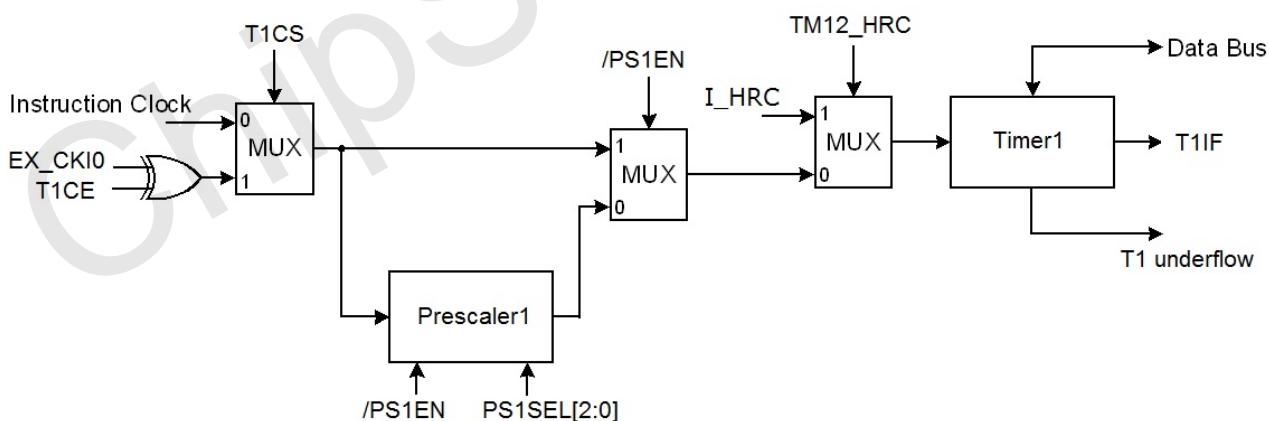 T1CS
TM12_HRC
/PS1EN
Data Bus
Instruction Clock
0
MUX
I_HRC
1
MUX
Timer1
T1IF
EX_CKI0
T1CE
1
1
MUX
0
0
T1 underflow
Prescaler1
/PS1EN
PS1SEL[2:0]